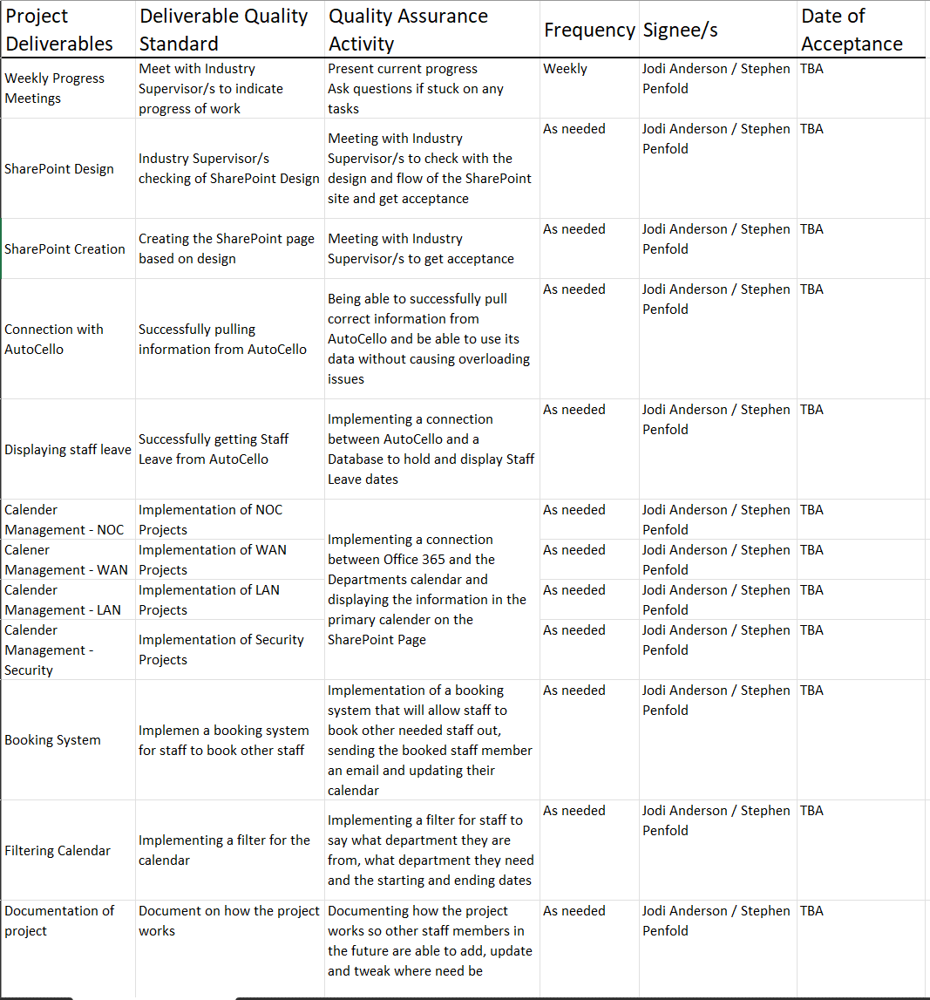 Project
Deliverables
Deliverable Quality
Standard
Quality Assurance
Activity
Frequency
Signee/s
Date of
Acceptance
Weekly Progress
Meetings
Meet with Industry
Supervisor/s to indicate
progress of work
Present current progress
Ask questions if stuck on any
tasks
Weekly
Jodi Anderson / Stephen
Penfold
TBA
SharePoint Design
Industry Supervisor/s
checking of SharePoint Design
Meeting with Industry
Supervisor/s to check with the
design and flow of the SharePoint
site and get acceptance
As needed
Jodi Anderson / Stephen
Penfold
TBA
SharePoint Creation
Creating the SharePoint page
based on design
Meeting with Industry
Supervisor/s to get acceptance
As needed
Jodi Anderson / Stephen
Penfold
TBA
Connection with
AutoCello
Successfully pulling
information from AutoCello
Being able to successfully pull
correct information from
AutoCello and be able to use its
data without causing overloading
issues
As needed
Jodi Anderson / Stephen
Penfold
TBA
Displaying staff leave
Successfully getting Staff
Leave from AutoCello
Implementing a connection
between AutoCello and a
Database to hold and display Staff
Leave dates
As needed
Jodi Anderson / Stephen
Penfold
TBA
Calender
Management - NOC
Implementation of NOC
Projects
Implementing a connection
between Office 365 and the
Departments calendar and
displaying the information in the
primary calender on the
SharePoint Page
As needed
Jodi Anderson / Stephen
Penfold
TBA
Calener
Management - WAN
Implementation of WAN
Projects
As needed
Jodi Anderson / Stephen
Penfold
TBA
Calender
Management - LAN
Implementation of LAN
Projects
As needed
Jodi Anderson / Stephen
Penfold
TBA
Calender
Management -
Security
Implementation of Security
Projects
As needed
Jodi Anderson / Stephen
Penfold
TBA
Booking System
Implemen a booking system
for staff to book other staff
Implementation of a booking
system that will allow staff to
book other needed staff out,
sending the booked staff member
an email and updating their
calendar
As needed
Jodi Anderson / Stephen
Penfold
TBA
Filtering Calendar
Implementing a filter for the
calendar
Implementing a filter for staff to
say what department they are
from, what department they need
and the starting and ending dates
As needed
Jodi Anderson / Stephen
Penfold
TBA
Documentation of
project
Document on how the project
works
Documenting how the project
works so other staff members in
the future are able to add, update
and tweak where need be
As needed
Jodi Anderson / Stephen
Penfold
TBA